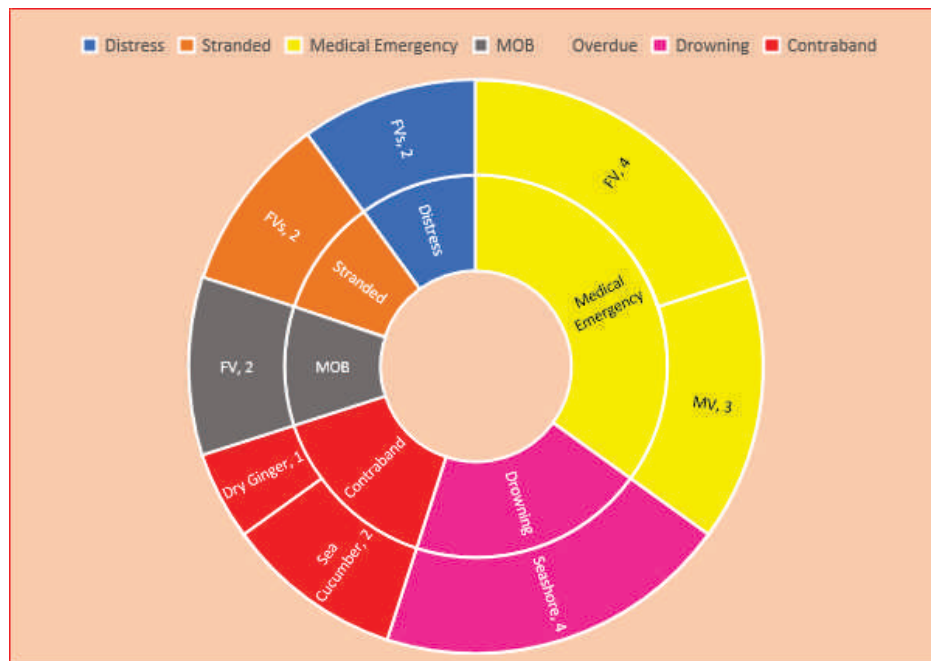 Distress Stranded Medical Emergency MOB Overdue Drowning Contraband
FVs, 2
FV, 4
Distress
FVs, 2
Stranded
Medical
Emergency
FV, 2
MOB
MV, 3
Dry Ginger, 1
Contraband
Drowning
Sea
Cucumber, 2
Seashore, 4